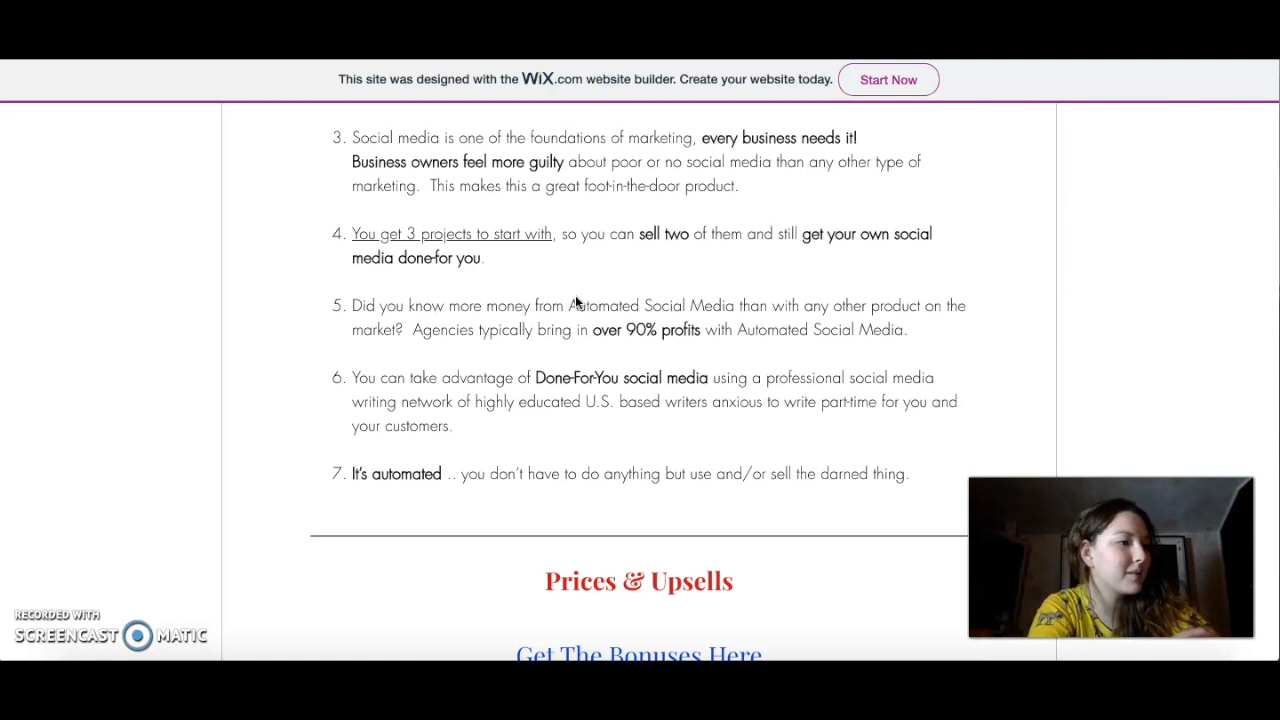 This site was designed with the WiX.com website builder. Create your website today. Start Now
3. Social media is one of the foundations of marketing, every business needs it!
Business owners feel more guilty about poor or no social media than any other type of
marketing. This makes this a great foot-in-the-door product.
4. You get 3 projects to start with, so you can sell two of them and still get your own social
media done-for you.
5. Did you know more money from Automated Social Media than with any other product on the
market? Agencies typically bring in over 90% profits with Automated Social Media.
6. You can take advantage of Done-For-You social media using a professional social media
writing network of highly educated U.S. based writers anxious to write part-time for you and
your customers.
7. It's automated .. you don't have to do anything but use and/or sell the darned thing.
Prices & Upsells
Get The Bonuses Here
RECORDED WITH
SCREENCAST MATIC